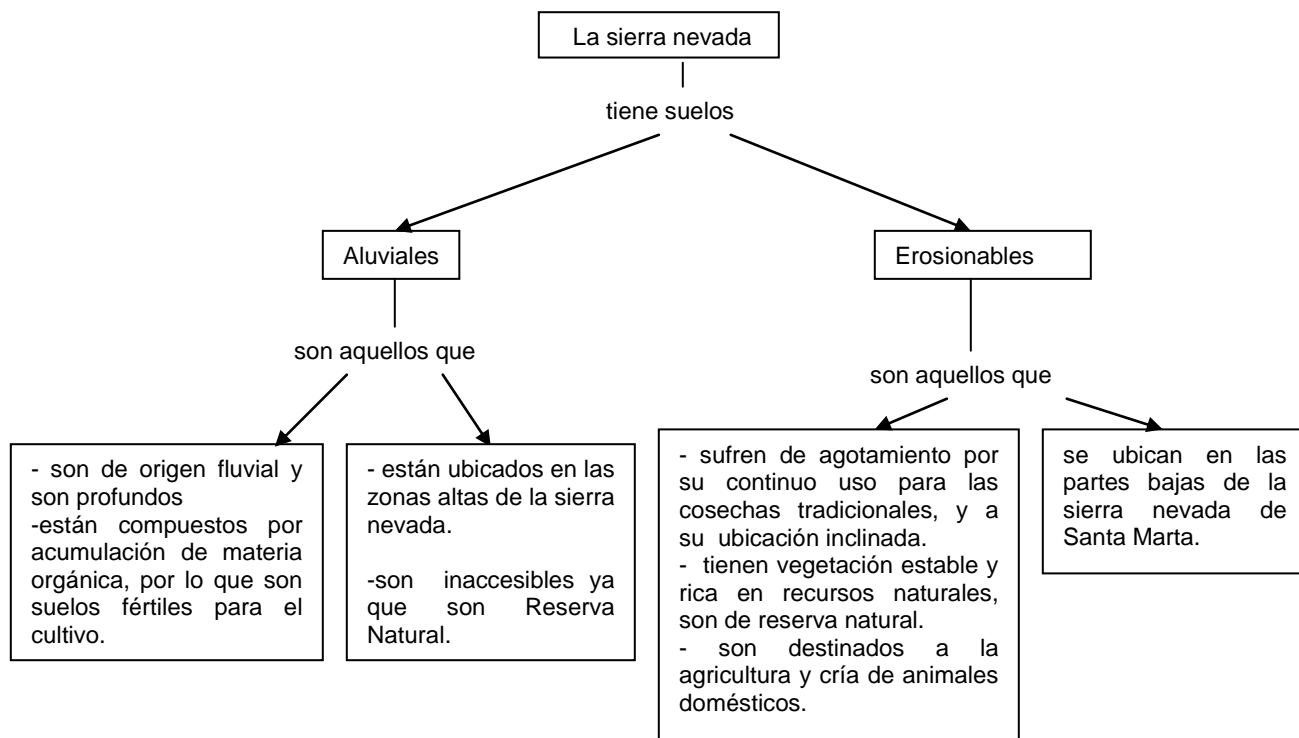 La sierra nevada
tiene suelos
Aluviales
Erosionables
son aquellos que
son aquellos que
- son de origen fluvial y
son profundos
-están compuestos por
acumulación de materia
orgánica, por lo que son
suelos fértiles para el
cultivo.
- están ubicados en las
zonas altas de la sierra
nevada.
-son inaccesibles ya
que son Reserva
Natural.
- sufren de agotamiento por
su continuo uso para las
cosechas tradicionales, y a
su ubicación inclinada.
- tienen vegetación estable y
rica en recursos naturales,
son de reserva natural.
- son destinados a la
agricultura y cría de animales
domésticos.
se ubican en las
partes bajas de la
sierra nevada de
Santa Marta.